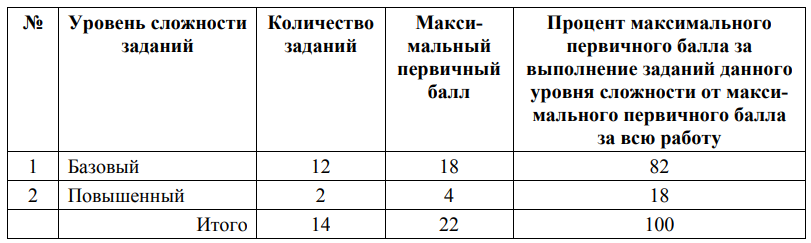 № Уровень сложности заданий Количество заданий Макси-мальный первичный балл Процент максимального первичного балла за выполнение заданий данного уровня сложности от макси-мального первичного балла за всю работу
1 Базовый 12 18 82
2 Повышенный 2 4 18
Итого 14 22 100